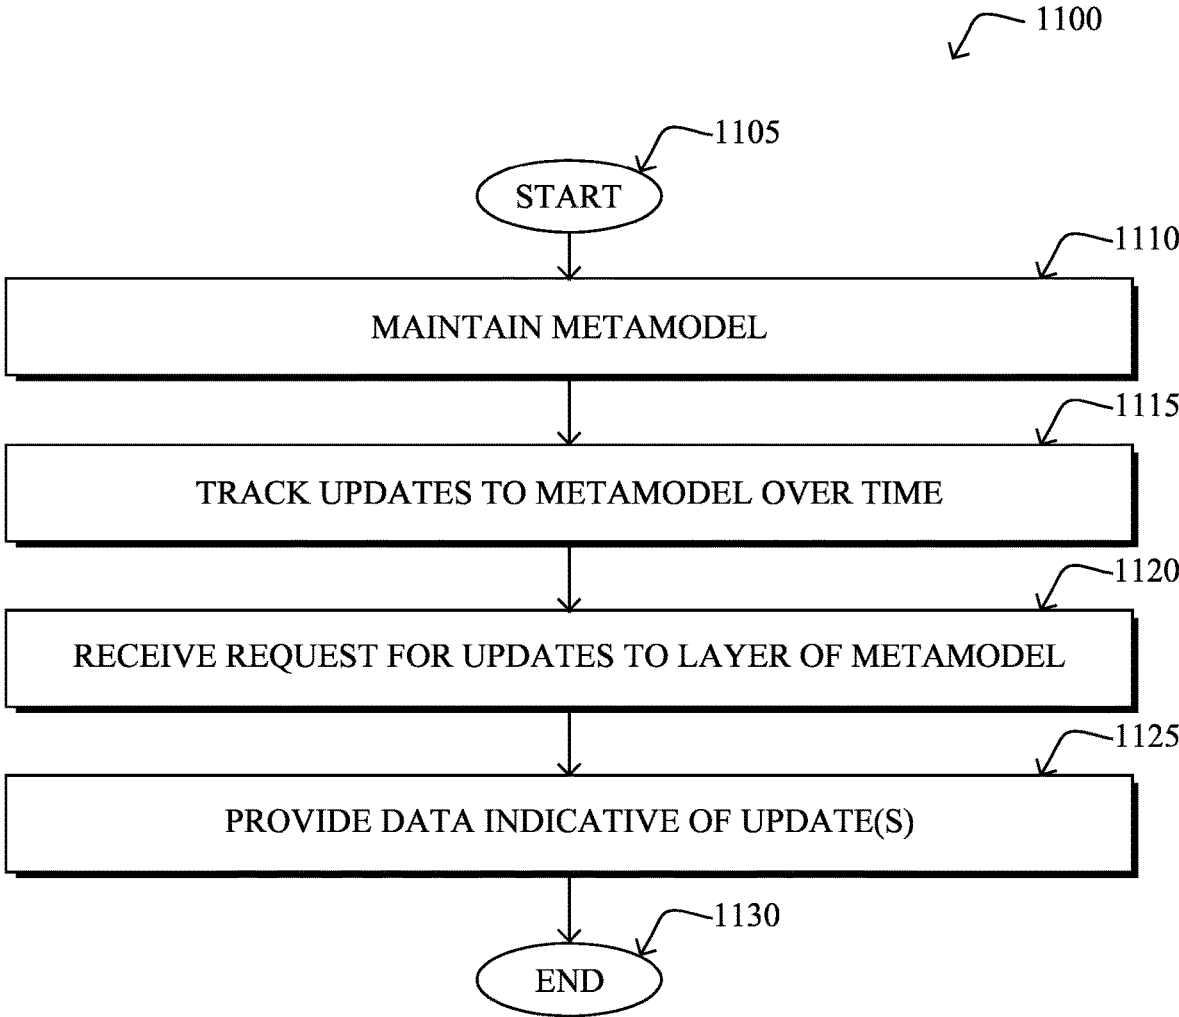 1100
1105
START
1110
MAINTAIN METAMODEL
1115
TRACK UPDATES TO METAMODEL OVER TIME
1120
RECEIVE REQUEST FOR UPDATES TO LAYER OF METAMODEL
1125
PROVIDE DATA INDICATIVE OF UPDATE(S)
1130
END